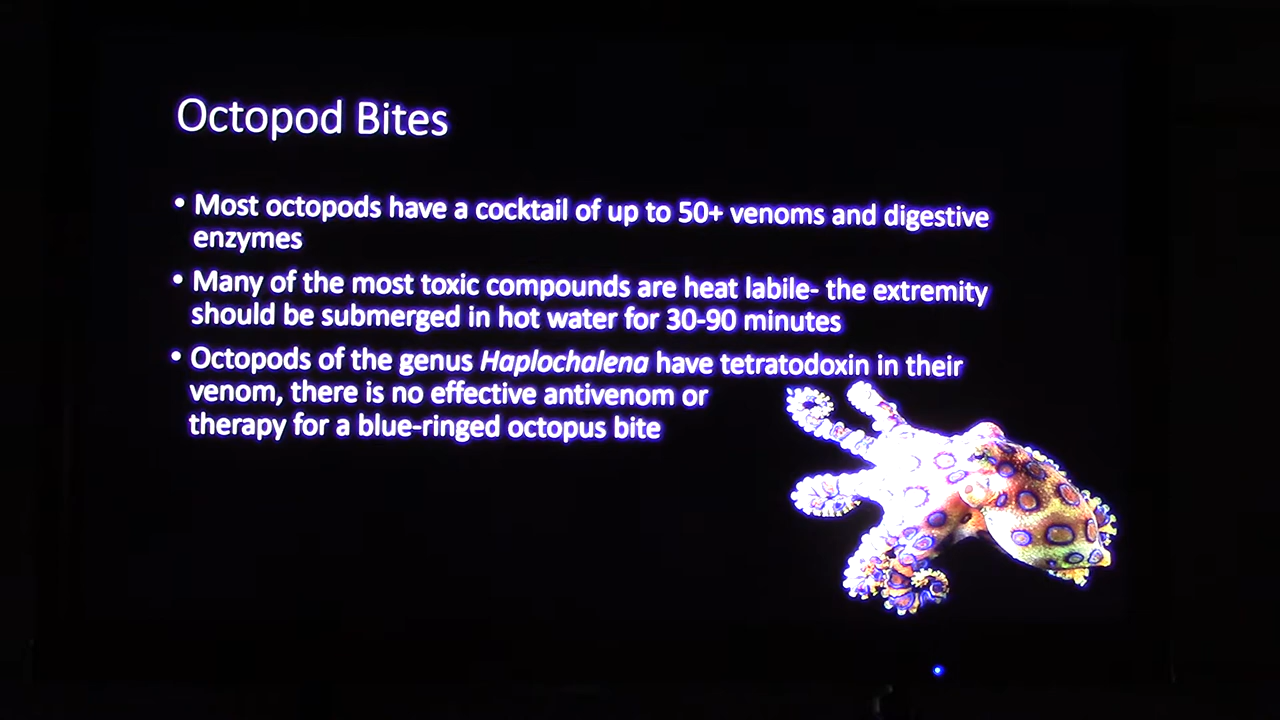 Octopod Bites
• Most octopods have a cocktail of up to 50+ venoms and digestive
enzymes
• Many of the most toxic compounds are heat labile- the extremity
should be submerged in hot water for 30-90 minutes
• Octopods of the genus Haplochalena have tetratodoxin in their
venom, there is no effective antivenom or
therapy for a blue-ringed octopus bite